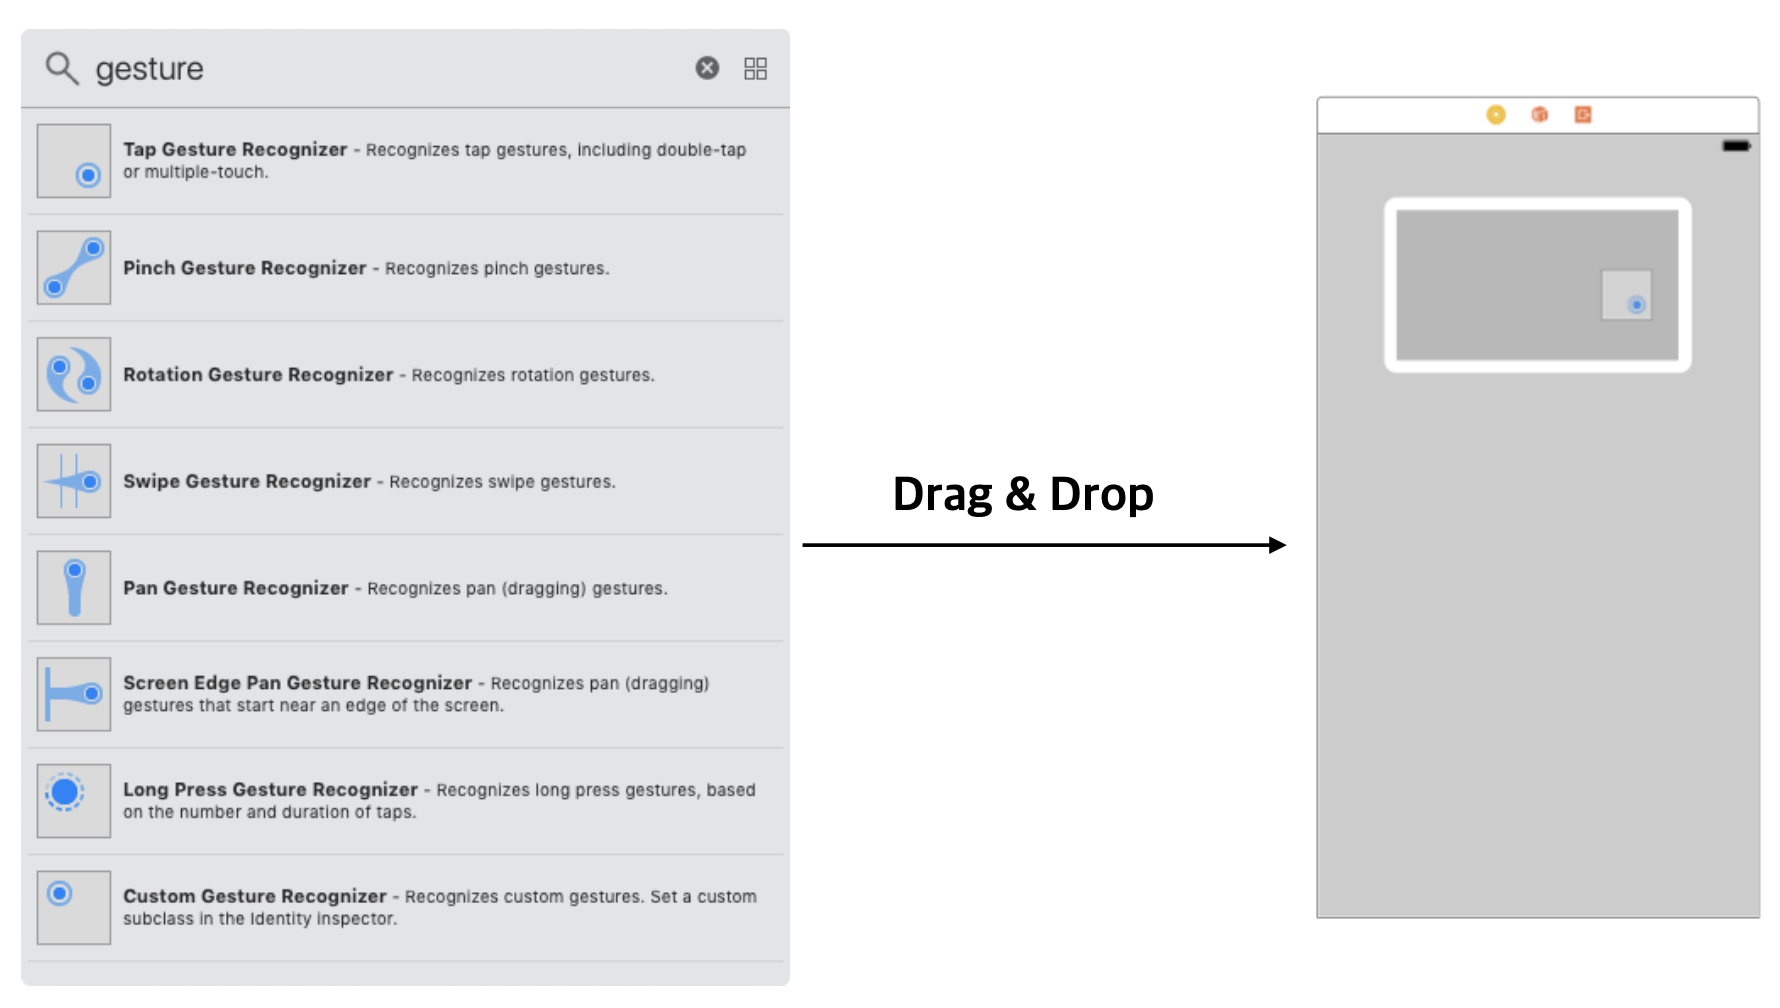 gesture
Tap Gesture Recognizer - Recognizes tap gestures, including double-tap
or multiple-touch.
Pinch Gesture Recognizer - Recognizes pinch gestures.
Rotation Gesture Recognizer - Recognizes rotation gestures.
Swipe Gesture Recognizer - Recognizes swipe gestures.
Pan Gesture Recognizer - Recognizes pan (dragging) gestures.
Screen Edge Pan Gesture Recognizer - Recognizes pan (dragging)
gestures that start near an edge of the screen.
Long Press Gesture Recognizer - Recognizes long press gestures, based
on the number and duration of taps.
Custom Gesture Recognizer - Recognizes custom gestures. Set a custom
subclass in the Identity inspector.
Drag & Drop